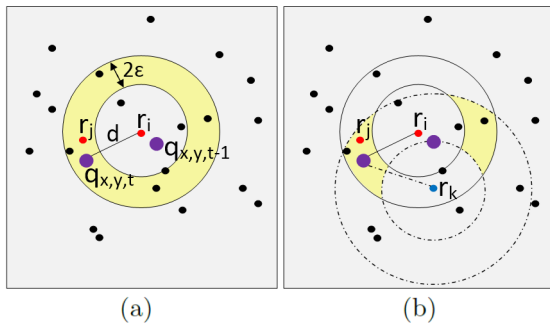 2ε
r_j
d
r_i
q_{x,y,t-1}
q_{x,y,t}
(a)
r_j
r_i
r_k
(b)